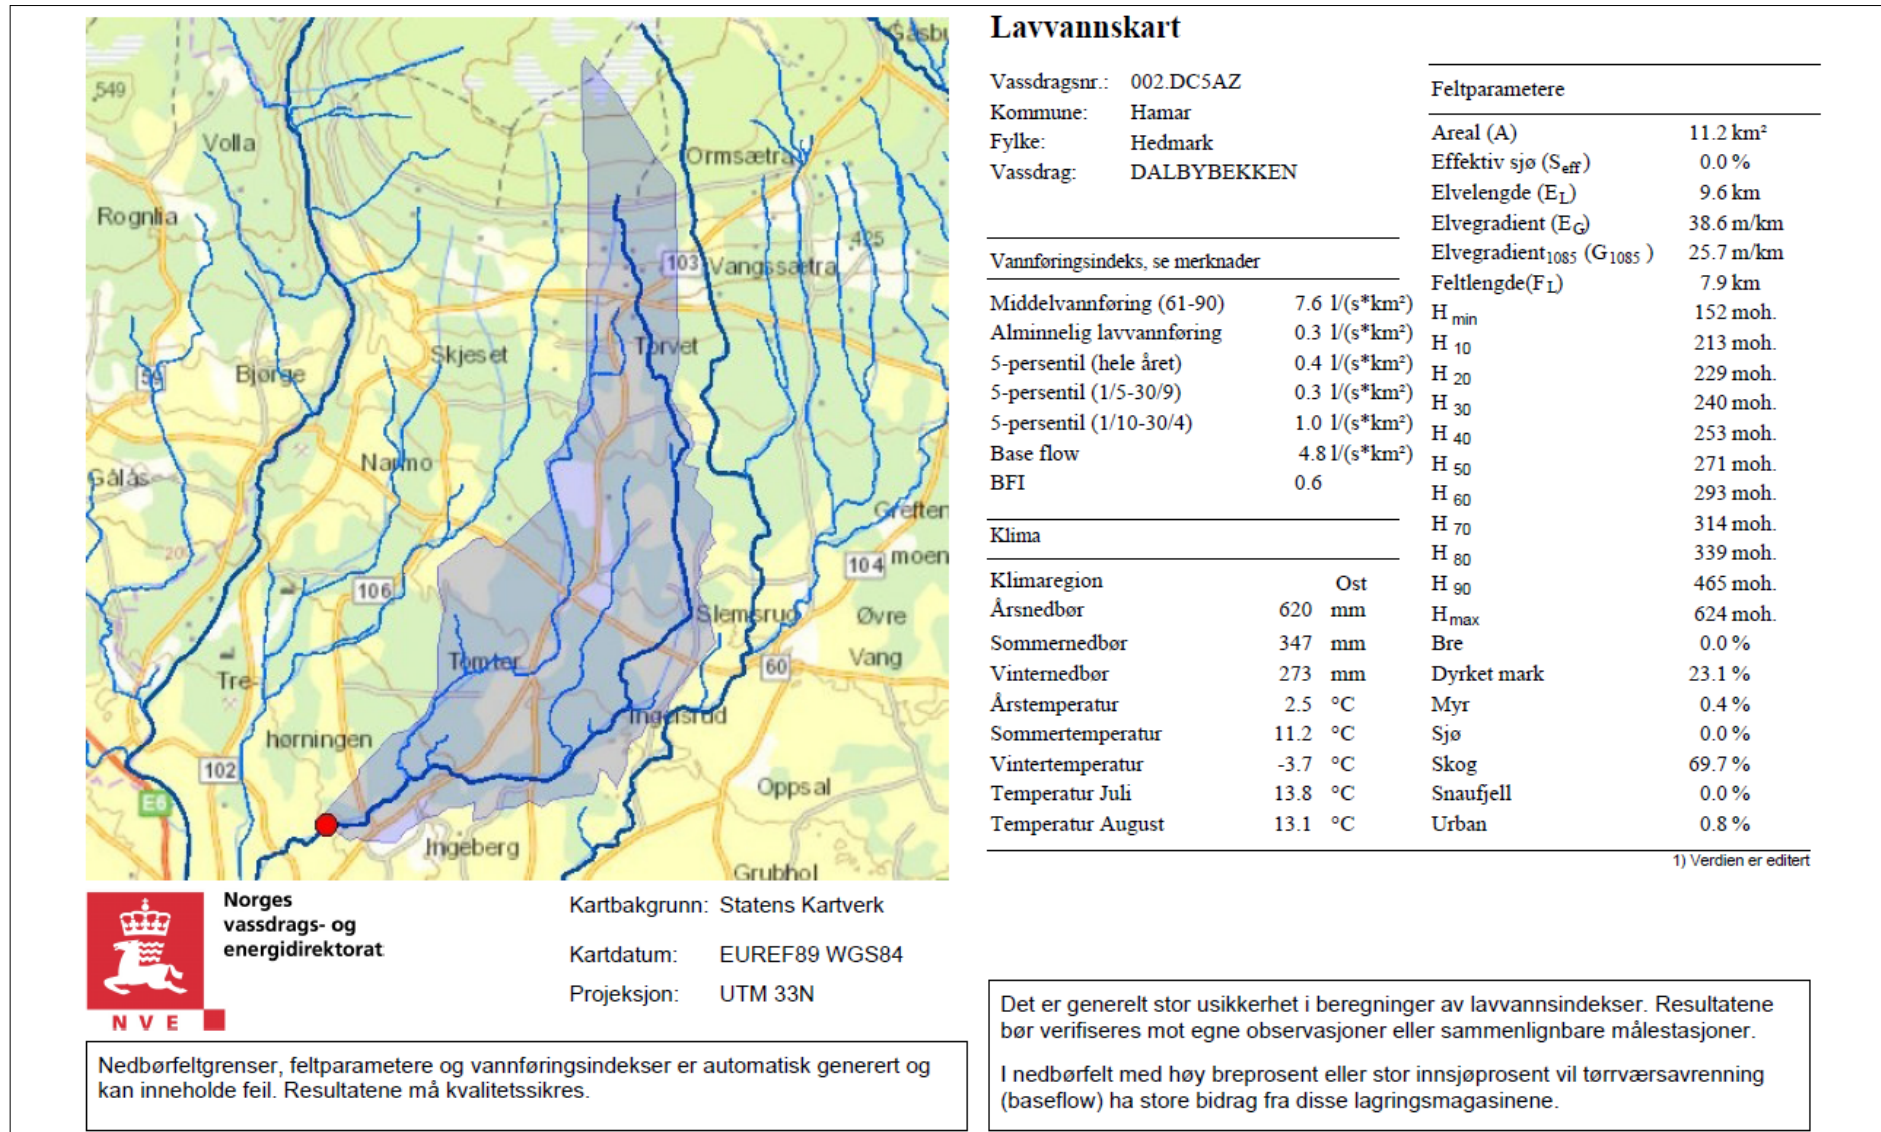 Gåsbu
549
Volla
Ormsætra
Rognlia
425
103
Vangssætra
Torvet
Skjeset
Bjørge
Narmo
Gålås
Greften
moen
104
106
Slemsrud
Øvre
Vang
Tomter
60
Tre-
Ingelsrud
hørningen
102
Oppsal
E6
Ingeberg
Grubhol
Norges
vassdrags- og
energidirektorat
N V E
Kartbakgrunn: Statens Kartverk
Kartdatum: EUREF89 WGS84
Projeksjon: UTM 33N
Nedbørfeltgrenser, feltparametere og vannføringsindekser er automatisk generert og
kan inneholde feil. Resultatene må kvalitetssikres.
Lavvannskart
Vassdragsnr.: 002.DC5AZ
Kommune: Hamar
Fylke: Hedmark
Vassdrag: DALBYBEKKEN
Vannføringsindeks, se merknader
Middelvannføring (61-90) 7.6 l/(s*km²)
Alminnelig lavvannføring 0.3 l/(s*km²)
5-persentil (hele året) 0.4 l/(s*km²)
5-persentil (1/5-30/9) 0.3 l/(s*km²)
5-persentil (1/10-30/4) 1.0 l/(s*km²)
Base flow 4.8 l/(s*km²)
BFI 0.6
Klima
Klimaregion Ost
Årsnedbør 620 mm
Sommernedbør 347 mm
Vinternedbør 273 mm
Årstemperatur 2.5 °C
Sommertemperatur 11.2 °C
Vintertemperatur -3.7 °C
Temperatur Juli 13.8 °C
Temperatur August 13.1 °C
Feltparametere
Areal (A) 11.2 km²
Effektiv sjø (Seff) 0.0 %
Elvelengde (EL) 9.6 km
Elvegradient (EG) 38.6 m/km
Elvegradient1085 (G1085 ) 25.7 m/km
Feltlengde(FL) 7.9 km
H min 152 moh.
H 10 213 moh.
H 20 229 moh.
H 30 240 moh.
H 40 253 moh.
H 50 271 moh.
H 60 293 moh.
H 70 314 moh.
H 80 339 moh.
H 90 465 moh.
Hmax 624 moh.
Bre 0.0 %
Dyrket mark 23.1 %
Myr 0.4 %
Sjø 0.0 %
Skog 69.7 %
Snaufjell 0.0 %
Urban 0.8 %
1) Verdien er editert
Det er generelt stor usikkerhet i beregninger av lavvannsindekser. Resultatene
bør verifiseres mot egne observasjoner eller sammenlignbare målestasjoner.
I nedbørfelt med høy breprosent eller stor innsjøprosent vil tørrværsavrenning
(baseflow) ha store bidrag fra disse lagringsmagasinene.